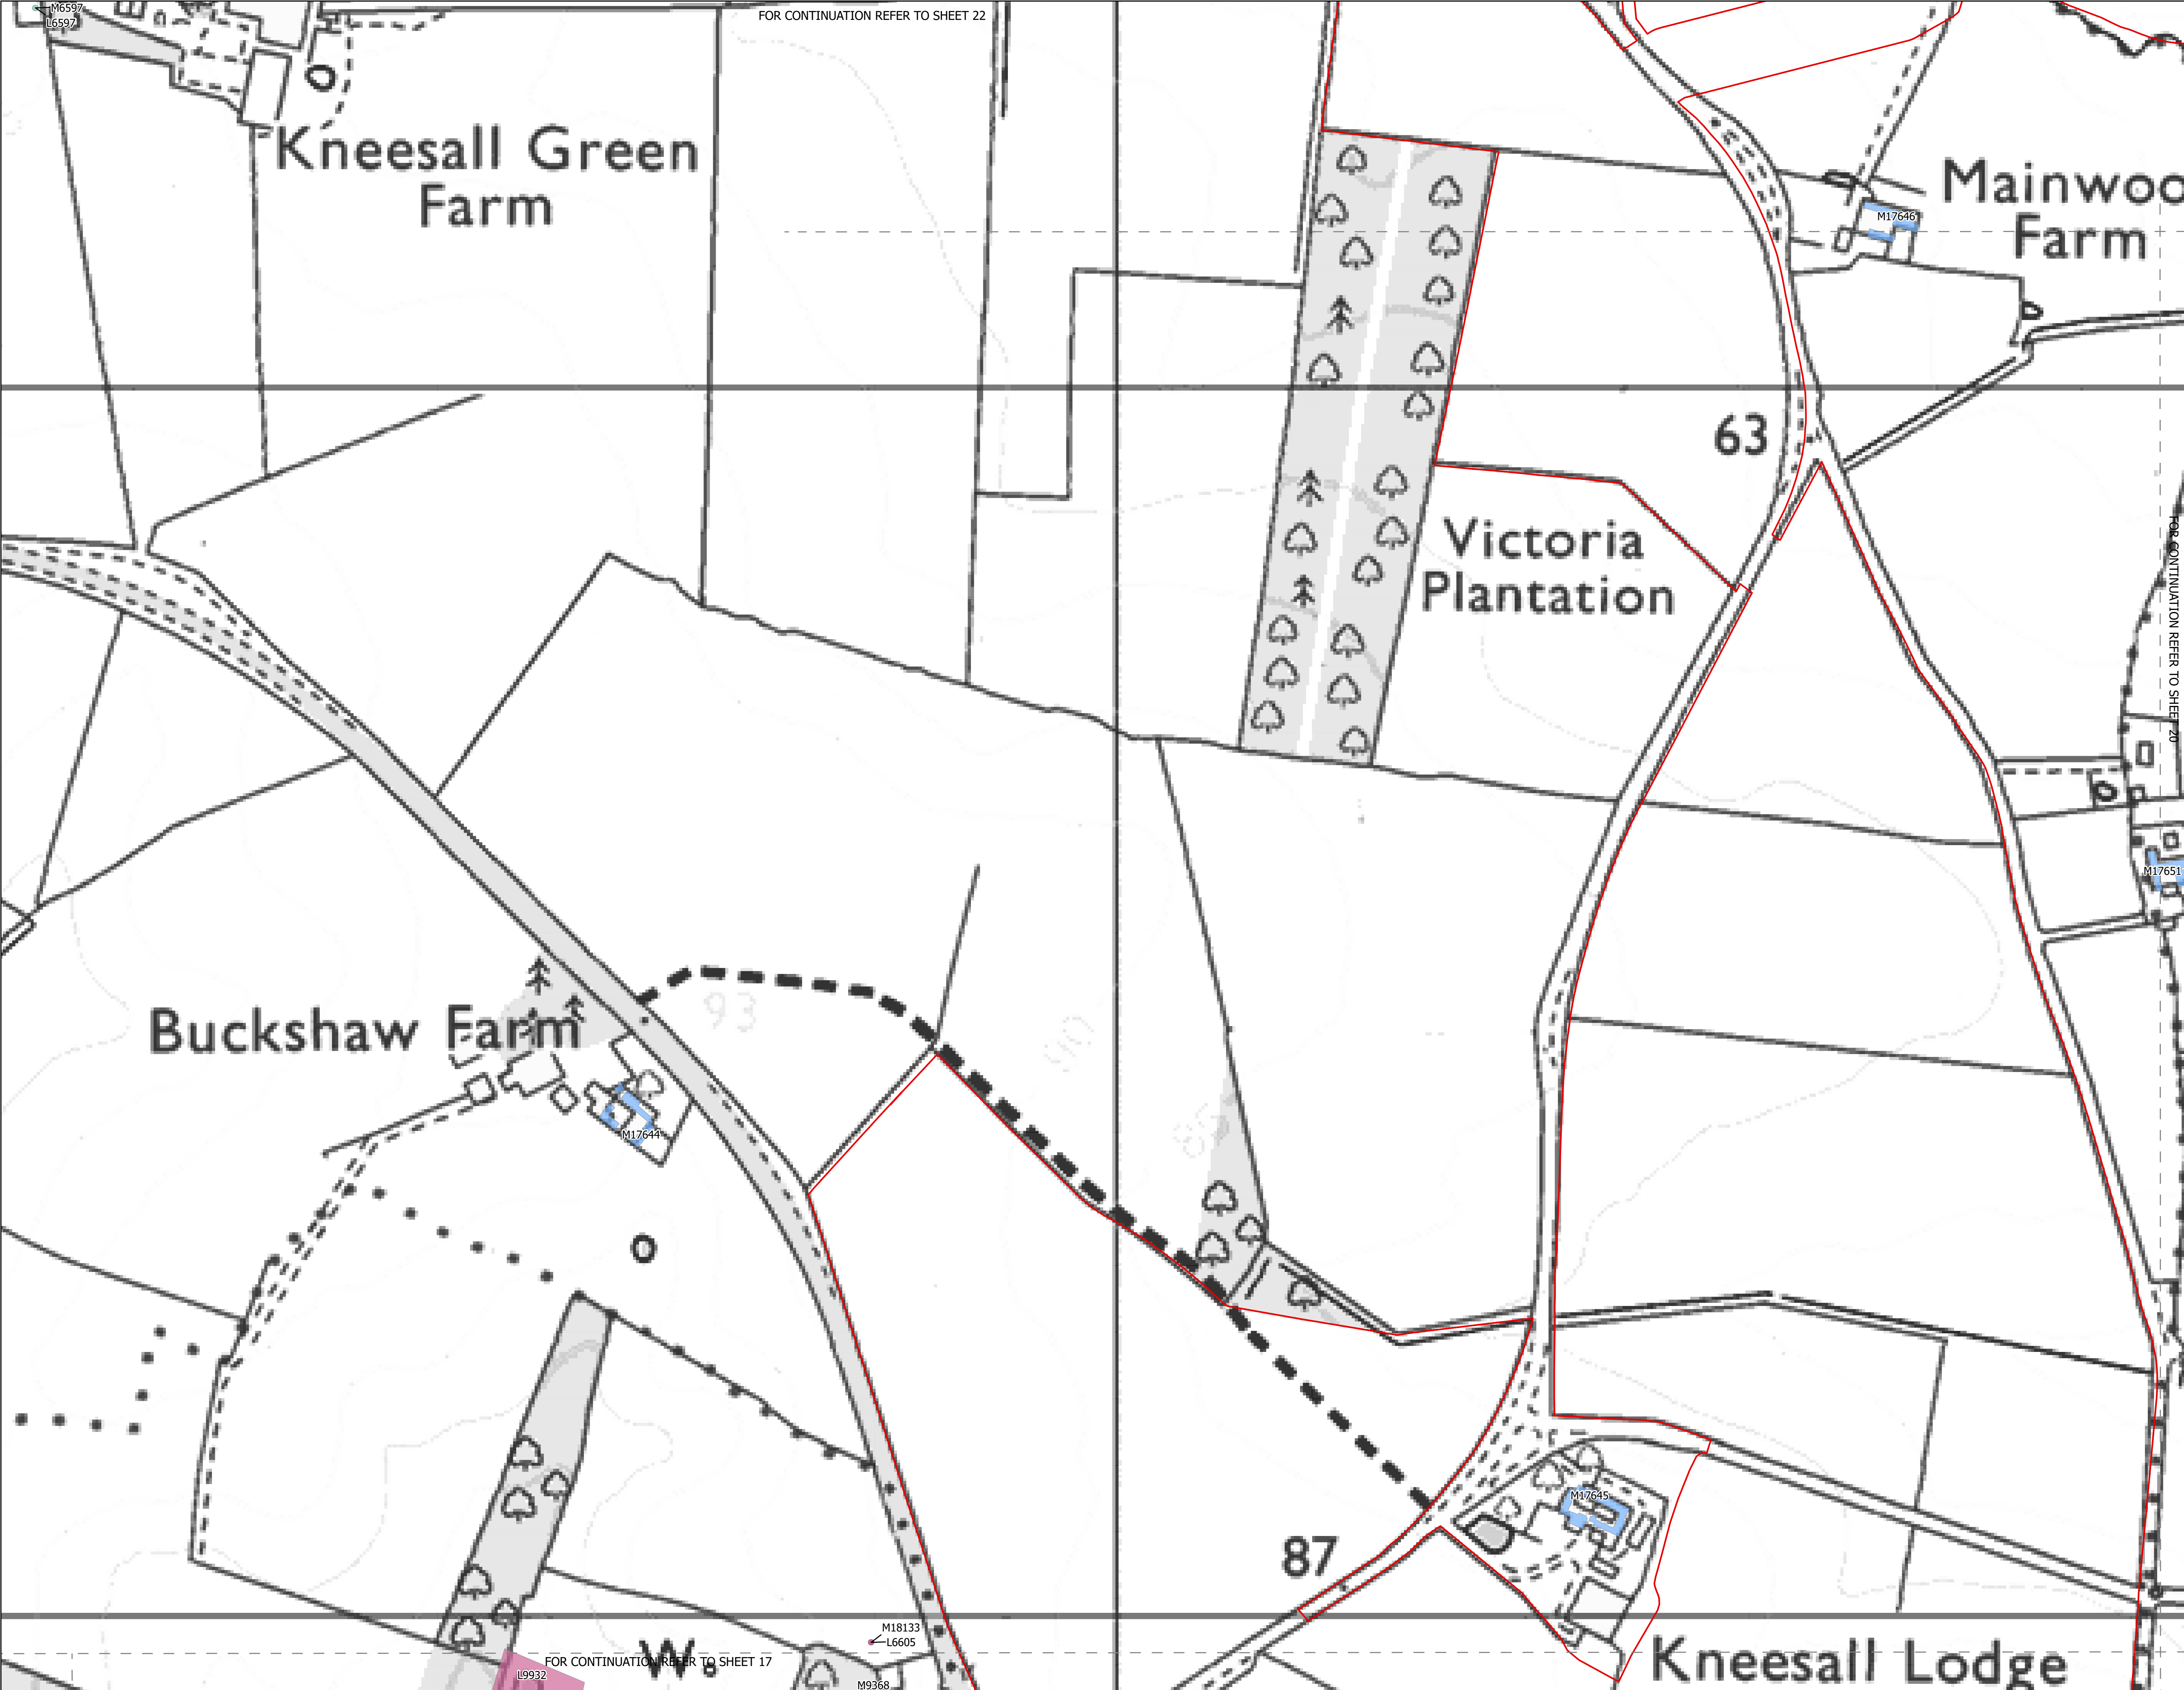 M6597
L6597
FOR CONTINUATION REFER TO SHEET 22
Kneesall Green
Farm
Mainwoo
Farm
M17646
63
Victoria
Plantation
FOR CONTINUATION REFER TO SHEET 20
M17651
93
90
Buckshaw Farm
M17644
85
M17645
87
M18133
L6605
W
FOR CONTINUATION REFER TO SHEET 17
L9932
M9368
Kneesall Lodge